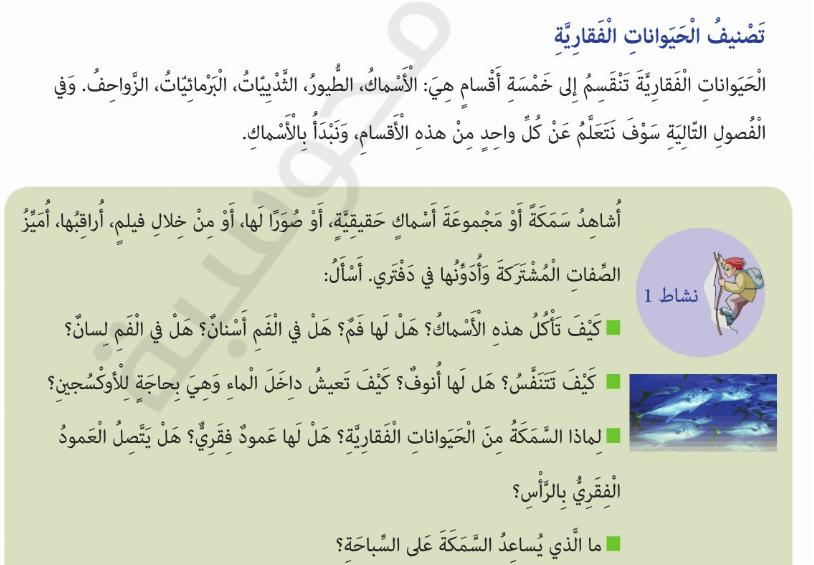 تَصْنيفُ الْحَيَواناتِ الْفَقارِيَّةِ
الْحَيَواناتِ الْفَقارِيَّةَ تَنْقَسِمُ إِلى خَمْسَةِ أَقْسامٍ هِيَ: الْأَسْماكُ، الطُّيورُ، الثَّدْيِيّاتُ، الْبَرْمائِيّاتُ، الزَّواحِفُ. وَفي
الْفُصولِ التّالِيَةِ سَوْفَ نَتَعَلَّمُ عَنْ كُلِّ واحِدٍ مِنْ هذِهِ الْأَقسامِ، وَنَبْدَأُ بِالْأَسْماكِ.
أُشاهِدُ سَمَكَةً أَوْ مَجْموعَةَ أَسْماكٍ حَقيقِيَّةٍ، أَوْ صُوَرًا لَها، أَوْ مِنْ خِلالِ فيلمٍ، أُراقِبُها، أُمَيِّزُ
الصِّفاتِ الْمُشْتَرَكَةَ وَأُدَوِّنُها في دَفْتَري. أَسْأَلُ:
نشاط 1
كَيْفَ تَأْكُلُ هذِهِ الْأَسْماكُ؟ هَلْ لَها فَمٌ؟ هَلْ في الْفَمِ أَسْنانٌ؟ هَلْ في الْفَمِ لِسانٌ؟
كَيْفَ تَتَنَفَّسُ؟ هَل لَها أُنوفٌ؟ كَيْفَ تَعيشُ داخَلَ الْماءِ وَهِيَ بِحاجَةٍ لِلْأوكْسُجين؟
لِماذا السَّمَكَةُ مِنَ الْحَيَواناتِ الْفَقارِيَّةِ؟ هَلْ لَها عَمودٌ فِقَرِيٌّ؟ هَلْ يَتَّصِلُ الْعَمودُ
الْفِقَرِيُّ بِالرَّأْسِ؟
ما الَّذي يُساعِدُ السَّمَكَةَ عَلى السِّباحَةِ؟
محوسبة